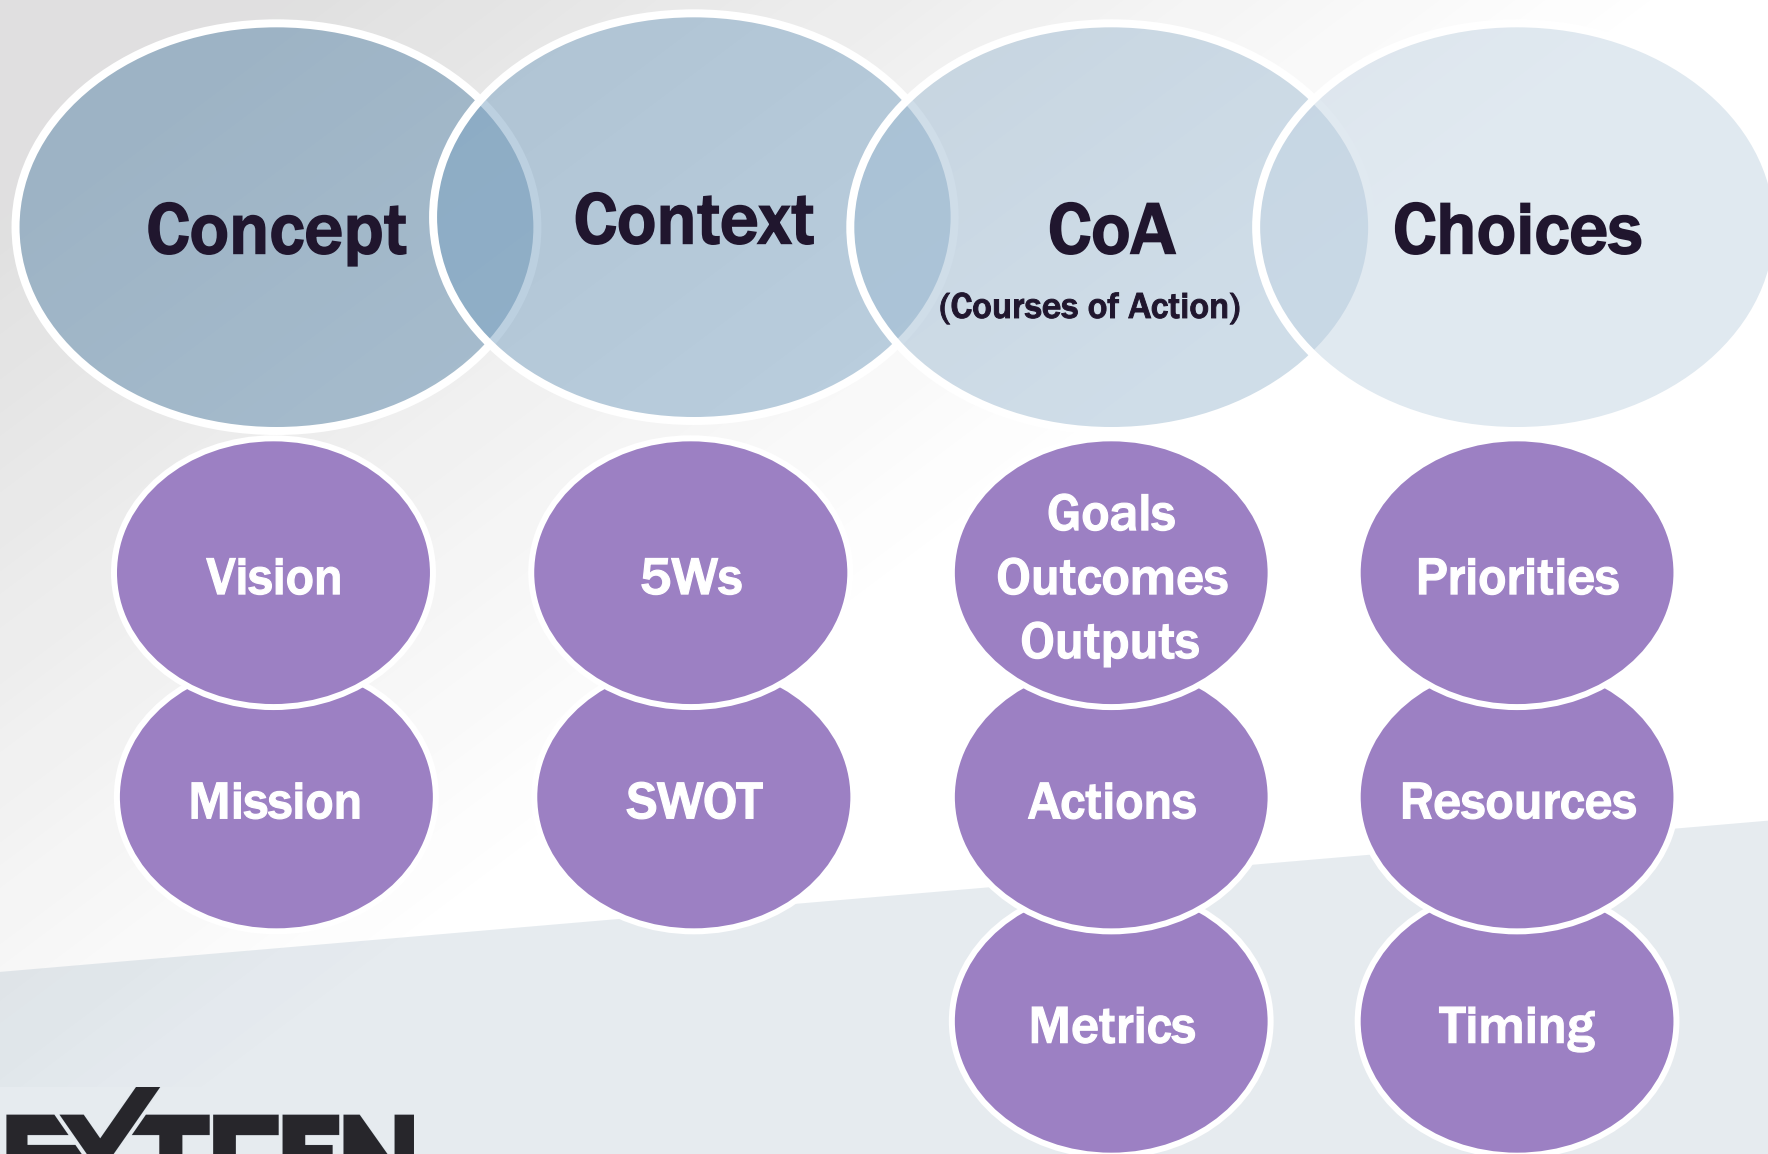 Concept
Context
CoA
(Courses of Action)
Choices
Vision
Mission
5Ws
SWOT
Goals
Outcomes
Outputs
Actions
Metrics
Priorities
Resources
Timing